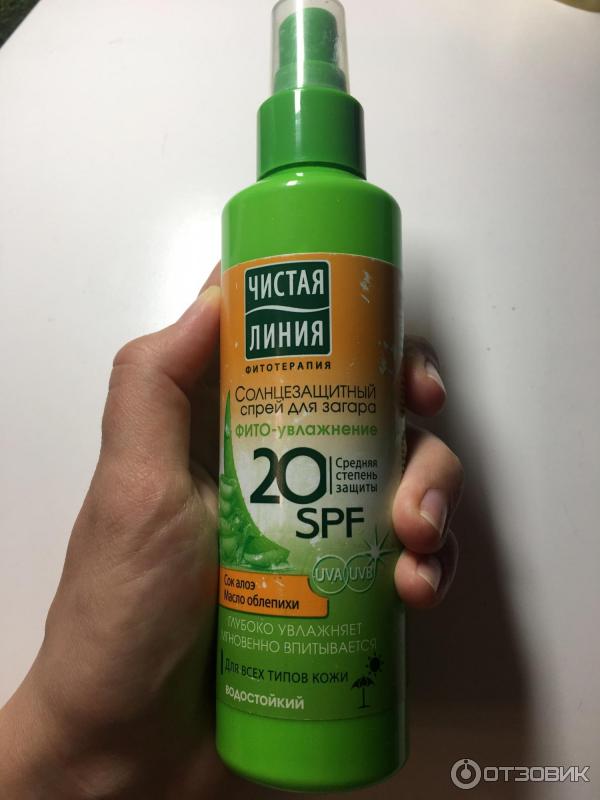 ЧИСТАЯ
ЛИНИЯ
ФИТОТЕРАПИЯ
СОЛНЦЕЗАЩИТНЫЙ
СПРЕЙ ДЛЯ ЗАГАРА
ФИТО-УВЛАЖНЕНИЕ
20
Средняя
степень
защиты
SPF
UVA UVB
Сок алоэ
Масло облепихи
ГЛУБОКО УВЛАЖНЯЕТ
МГНОВЕННО ВПИТЫВАЕТСЯ
ДЛЯ ВСЕХ ТИПОВ КОЖИ
ВОДОСТОЙКИЙ
ОТЗОВИК